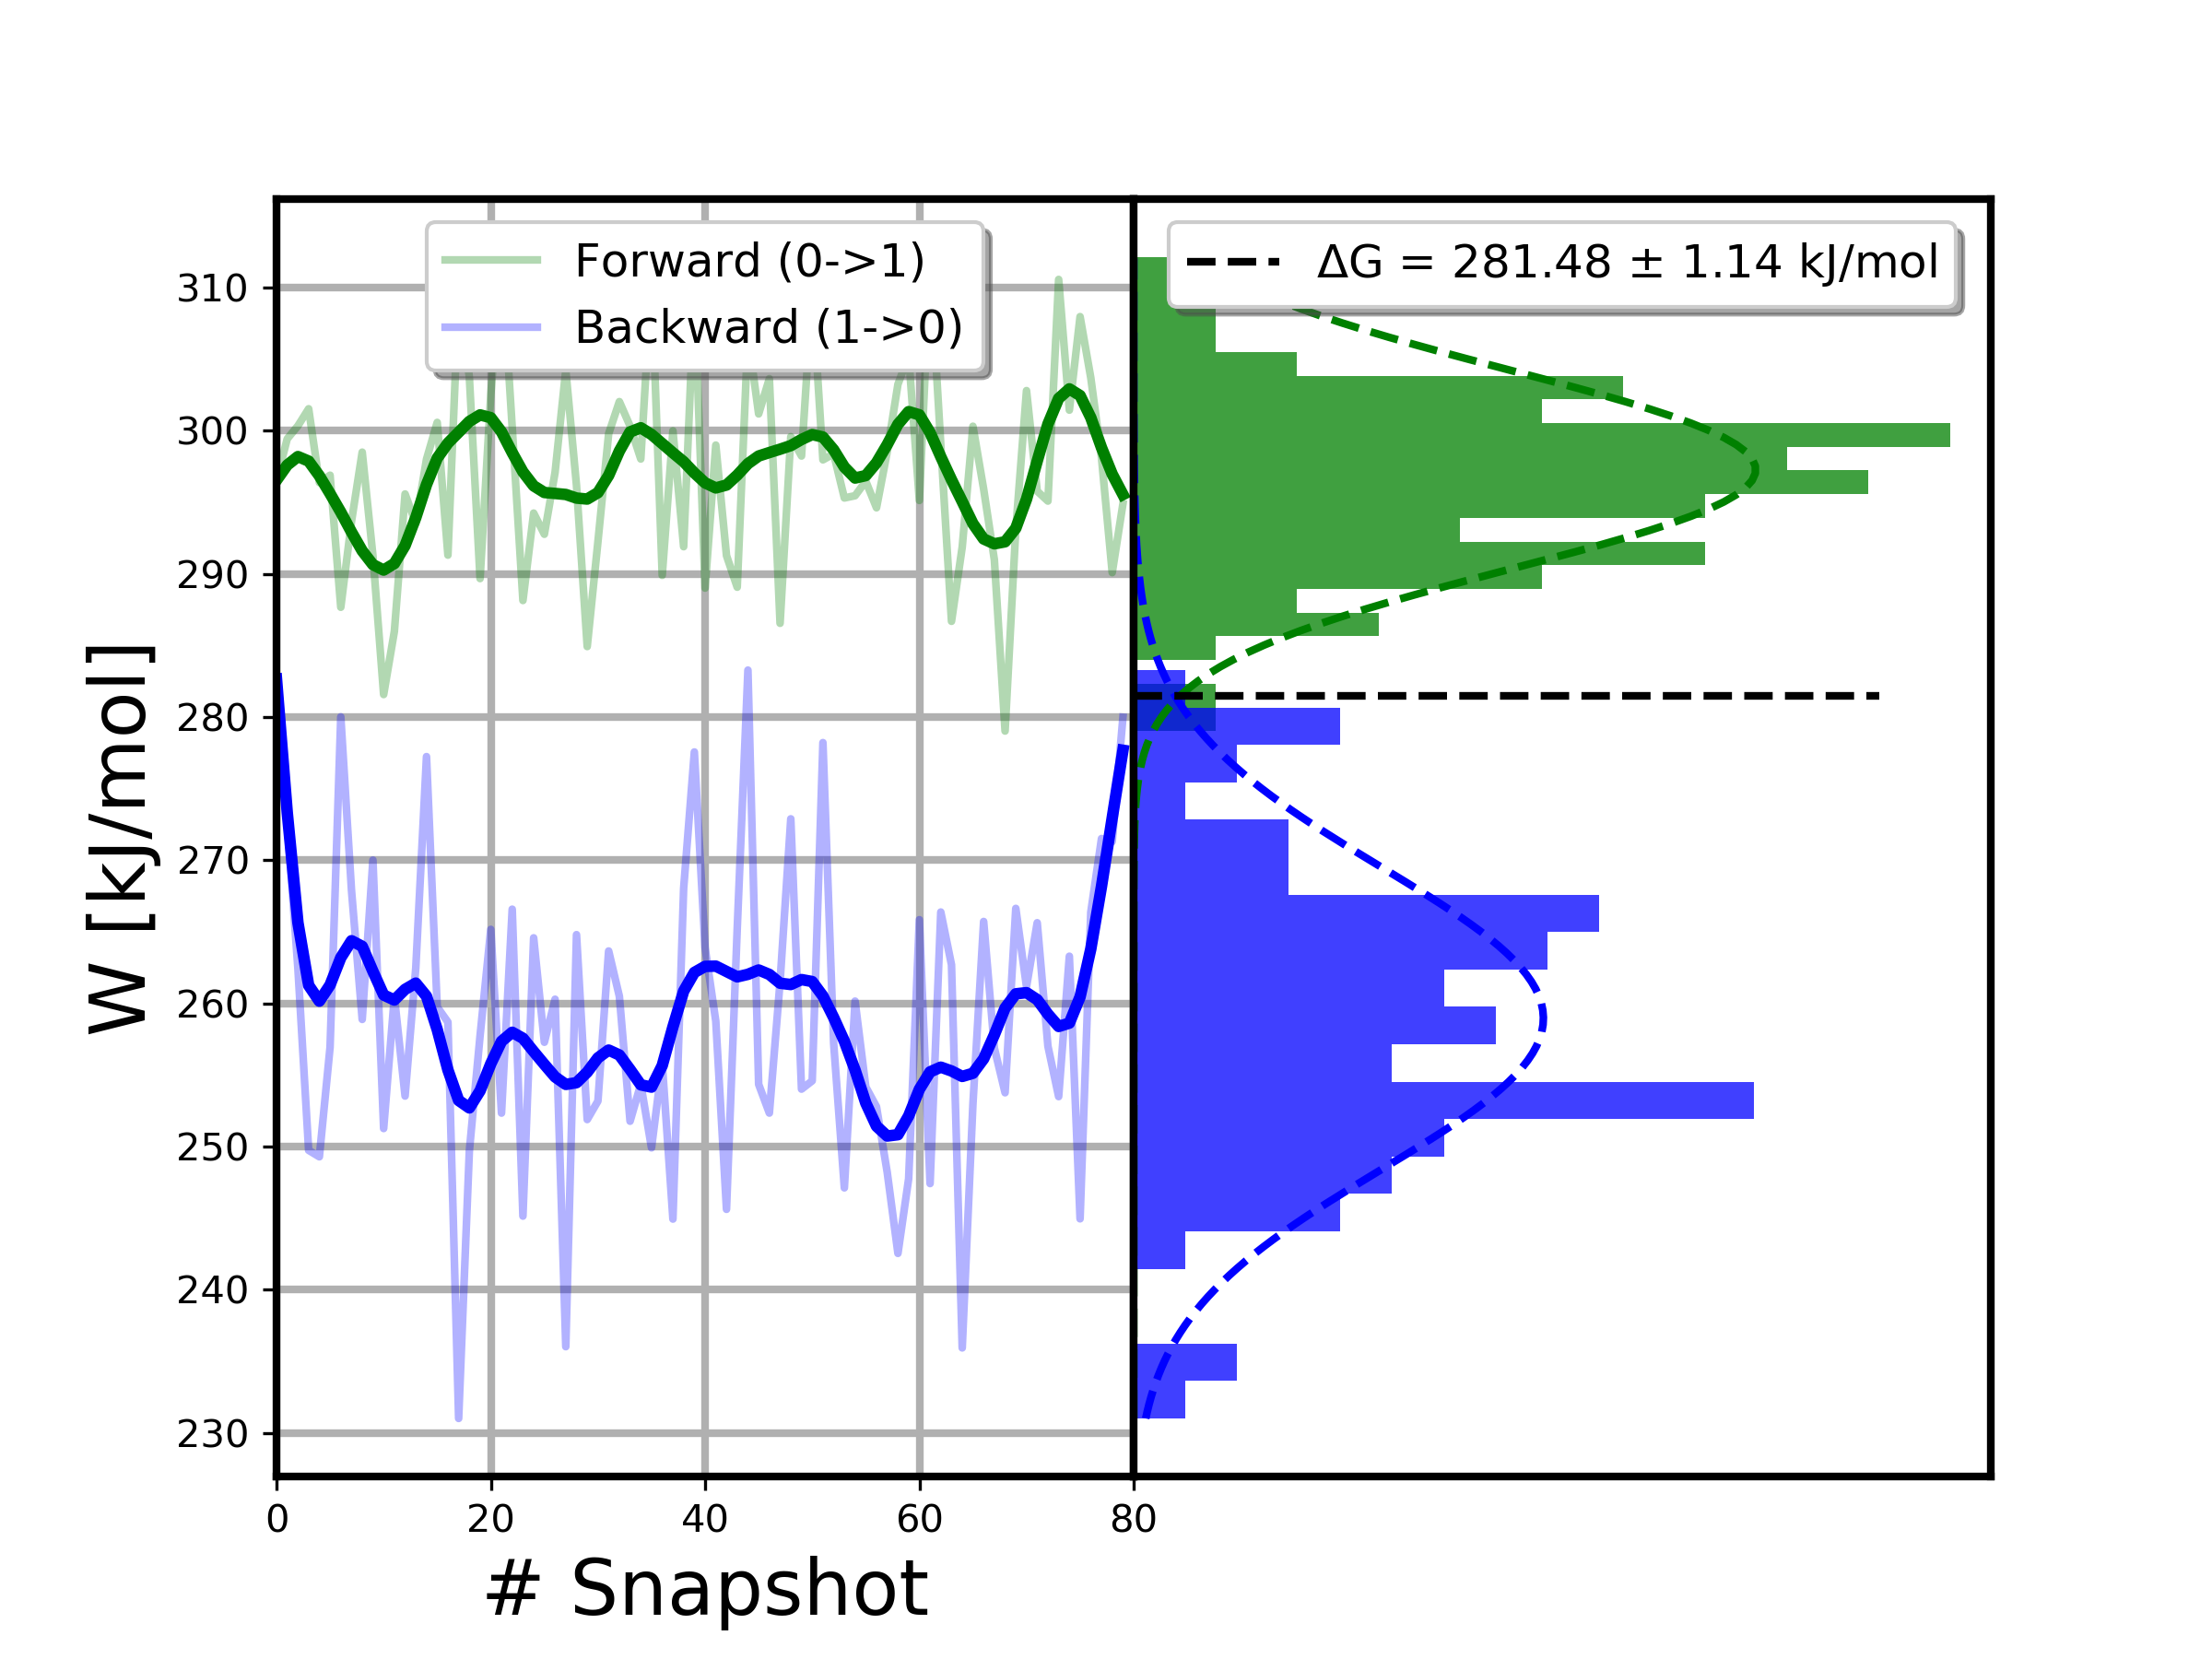 Forward (0->1)
Backward (1->0)
ΔG = 281.48 ± 1.14 kJ/mol
W [kJ/mol]
310
300
290
280
270
260
250
240
230
0 20 40 60 80
# Snapshot